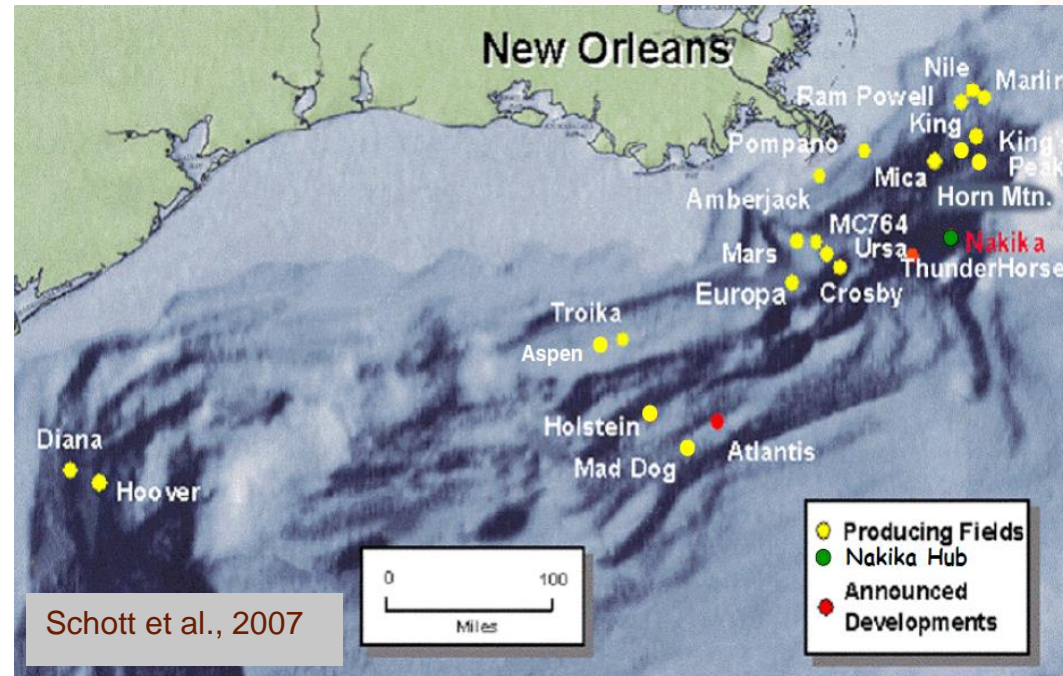 New Orleans
Nile
Marlin
Ram Powell
King
Pompano
King
Peak
Mica
Amberjack
Horn Mtn.
MC764
Mars
Ursa
Nakika
ThunderHorse
Europa
Crosby
Troika
Aspen
Holstein
Atlantis
Mad Dog
Diana
Hoover
Producing Fields
Nakika Hub
Announced
Developments
0 100
Miles
Schott et al., 2007